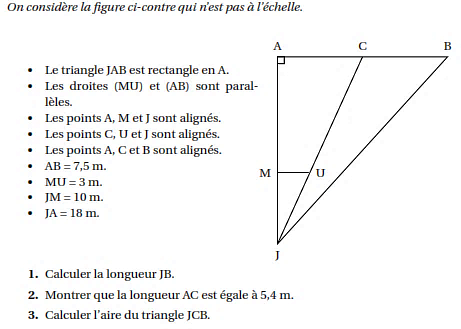 On considère la figure ci-contre qui n'est pas à l'échelle.
A C B
• Le triangle JAB est rectangle en A.
• Les droites (MU) et (AB) sont paral-
lèles.
• Les points A, M et J sont alignés.
• Les points C, U et J sont alignés.
• Les points A, C et B sont alignés.
• AB = 7,5 m.
• MU = 3 m.
• JM = 10 m.
• JA = 18 m.
M U
J
1. Calculer la longueur JB.
2. Montrer que la longueur AC est égale à 5,4 m.
3. Calculer l'aire du triangle JCB.